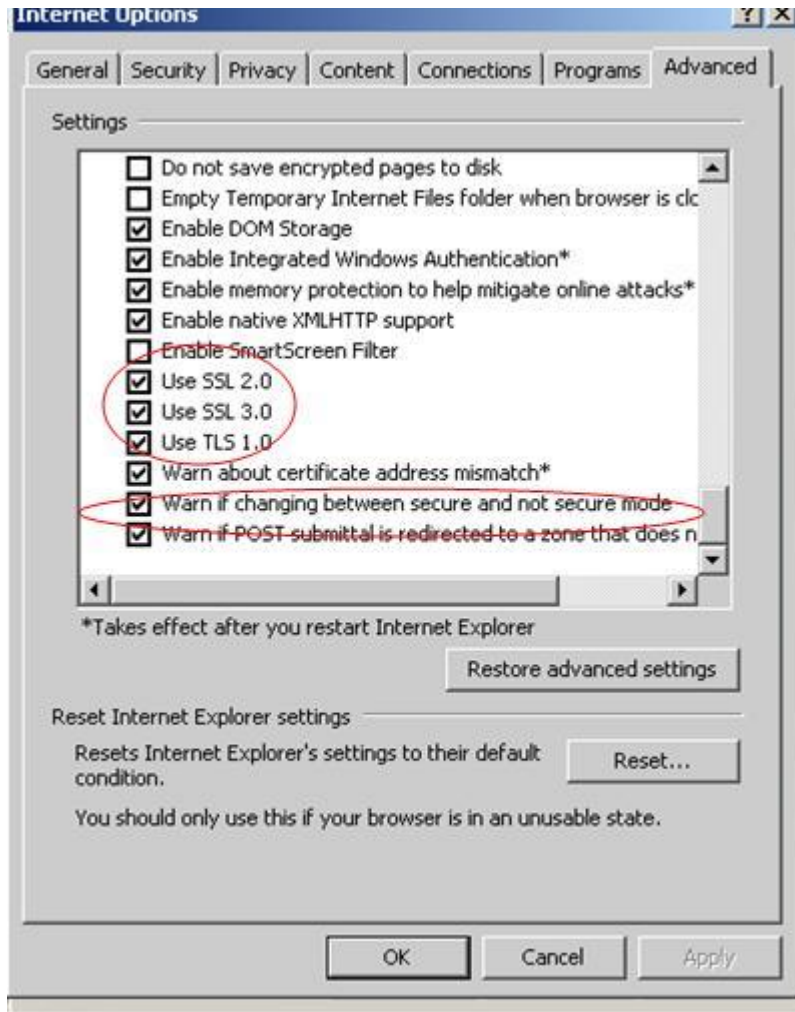 Internet Options
General
Security
Privacy
Content
Connections
Programs
Advanced
Settings
Do not save encrypted pages to disk
Empty Temporary Internet Files folder when browser is clo
Enable DOM Storage
Enable Integrated Windows Authentication*
Enable memory protection to help mitigate online attacks*
Enable native XMLHTTP support
Enable SmartScreen Filter
Use SSL 2.0
Use SSL 3.0
Use TLS 1.0
Warn about certificate address mismatch*
Warn if changing between secure and not secure mode
Warn if POST submittal is redirected to a zone that does n
*Takes effect after you restart Internet Explorer
Restore advanced settings
Reset Internet Explorer settings
Resets Internet Explorer's settings to their default
condition.
Reset...
You should only use this if your browser is in an unusable state.
OK
Cancel
Apply